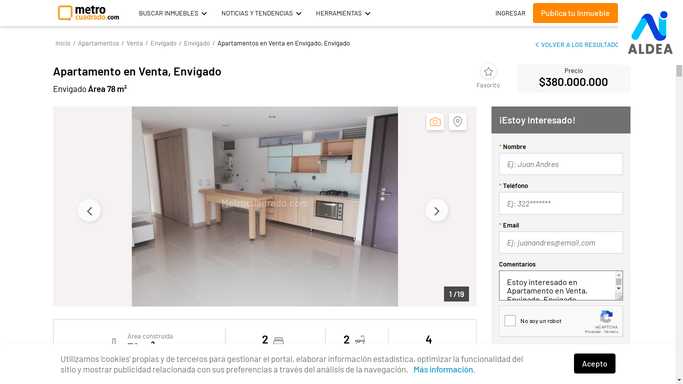 metro
cuadrado.com
BUSCAR INMUEBLES
NOTICIAS Y TENDENCIAS
HERRAMIENTAS
INGRESAR
Publica tu Inmueble
AI
ALDEA
Inicio / Apartamentos / Venta / Envigado / Envigado / Apartamentos en Venta en Envigado, Envigado
< VOLVER A LOS RESULTADO
Apartamento en Venta, Envigado
Envigado Área 78 m²
Favorito
Precio
$380.000.000
Metrocuadrado.com
1 /19
¡Estoy Interesado!
* Nombre
Ej: Juan Andres
* Teléfono
Ej: 322*******
* Email
Ej: juanandres@email.com
Comentarios
Estoy interesado en
Apartamento en Venta,
Envigado, Envigado
No soy un robot
reCAPTCHA
Privacidad - Términos
Área construida
2
2
4
Utilizamos 'cookies' propias y de terceros para gestionar el portal, elaborar información estadística, optimizar la funcionalidad del
sitio y mostrar publicidad relacionada con sus preferencias a través del análisis de la navegación. Más información.
Acepto